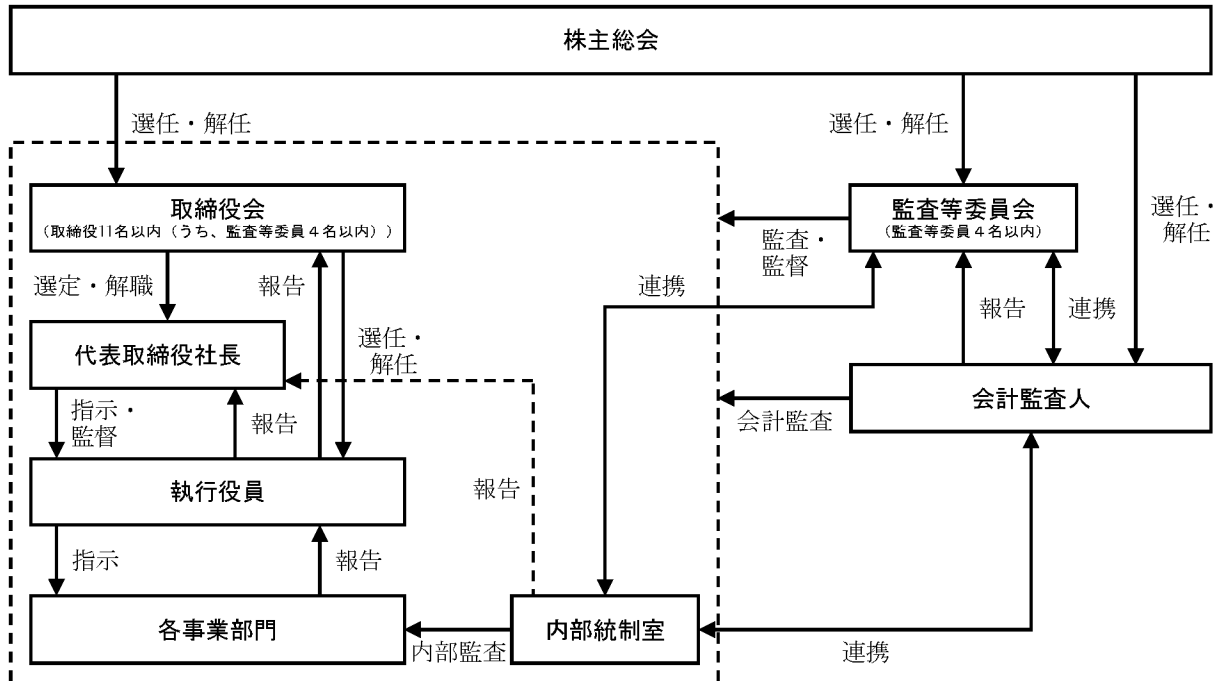 株主総会
選任・解任
選任・解任
選任・
解任
取締役会
(取締役11名以内(うち、監査等委員4名以内))
監査等委員会
(監査等委員4名以内)
監査・
監督
選定・解職
報告
連携
報告
連携
選任・
解任
代表取締役社長
会計監査人
会計監査
指示・
監督
報告
執行役員
報告
指示
報告
各事業部門
内部監査
内部統制室
連携